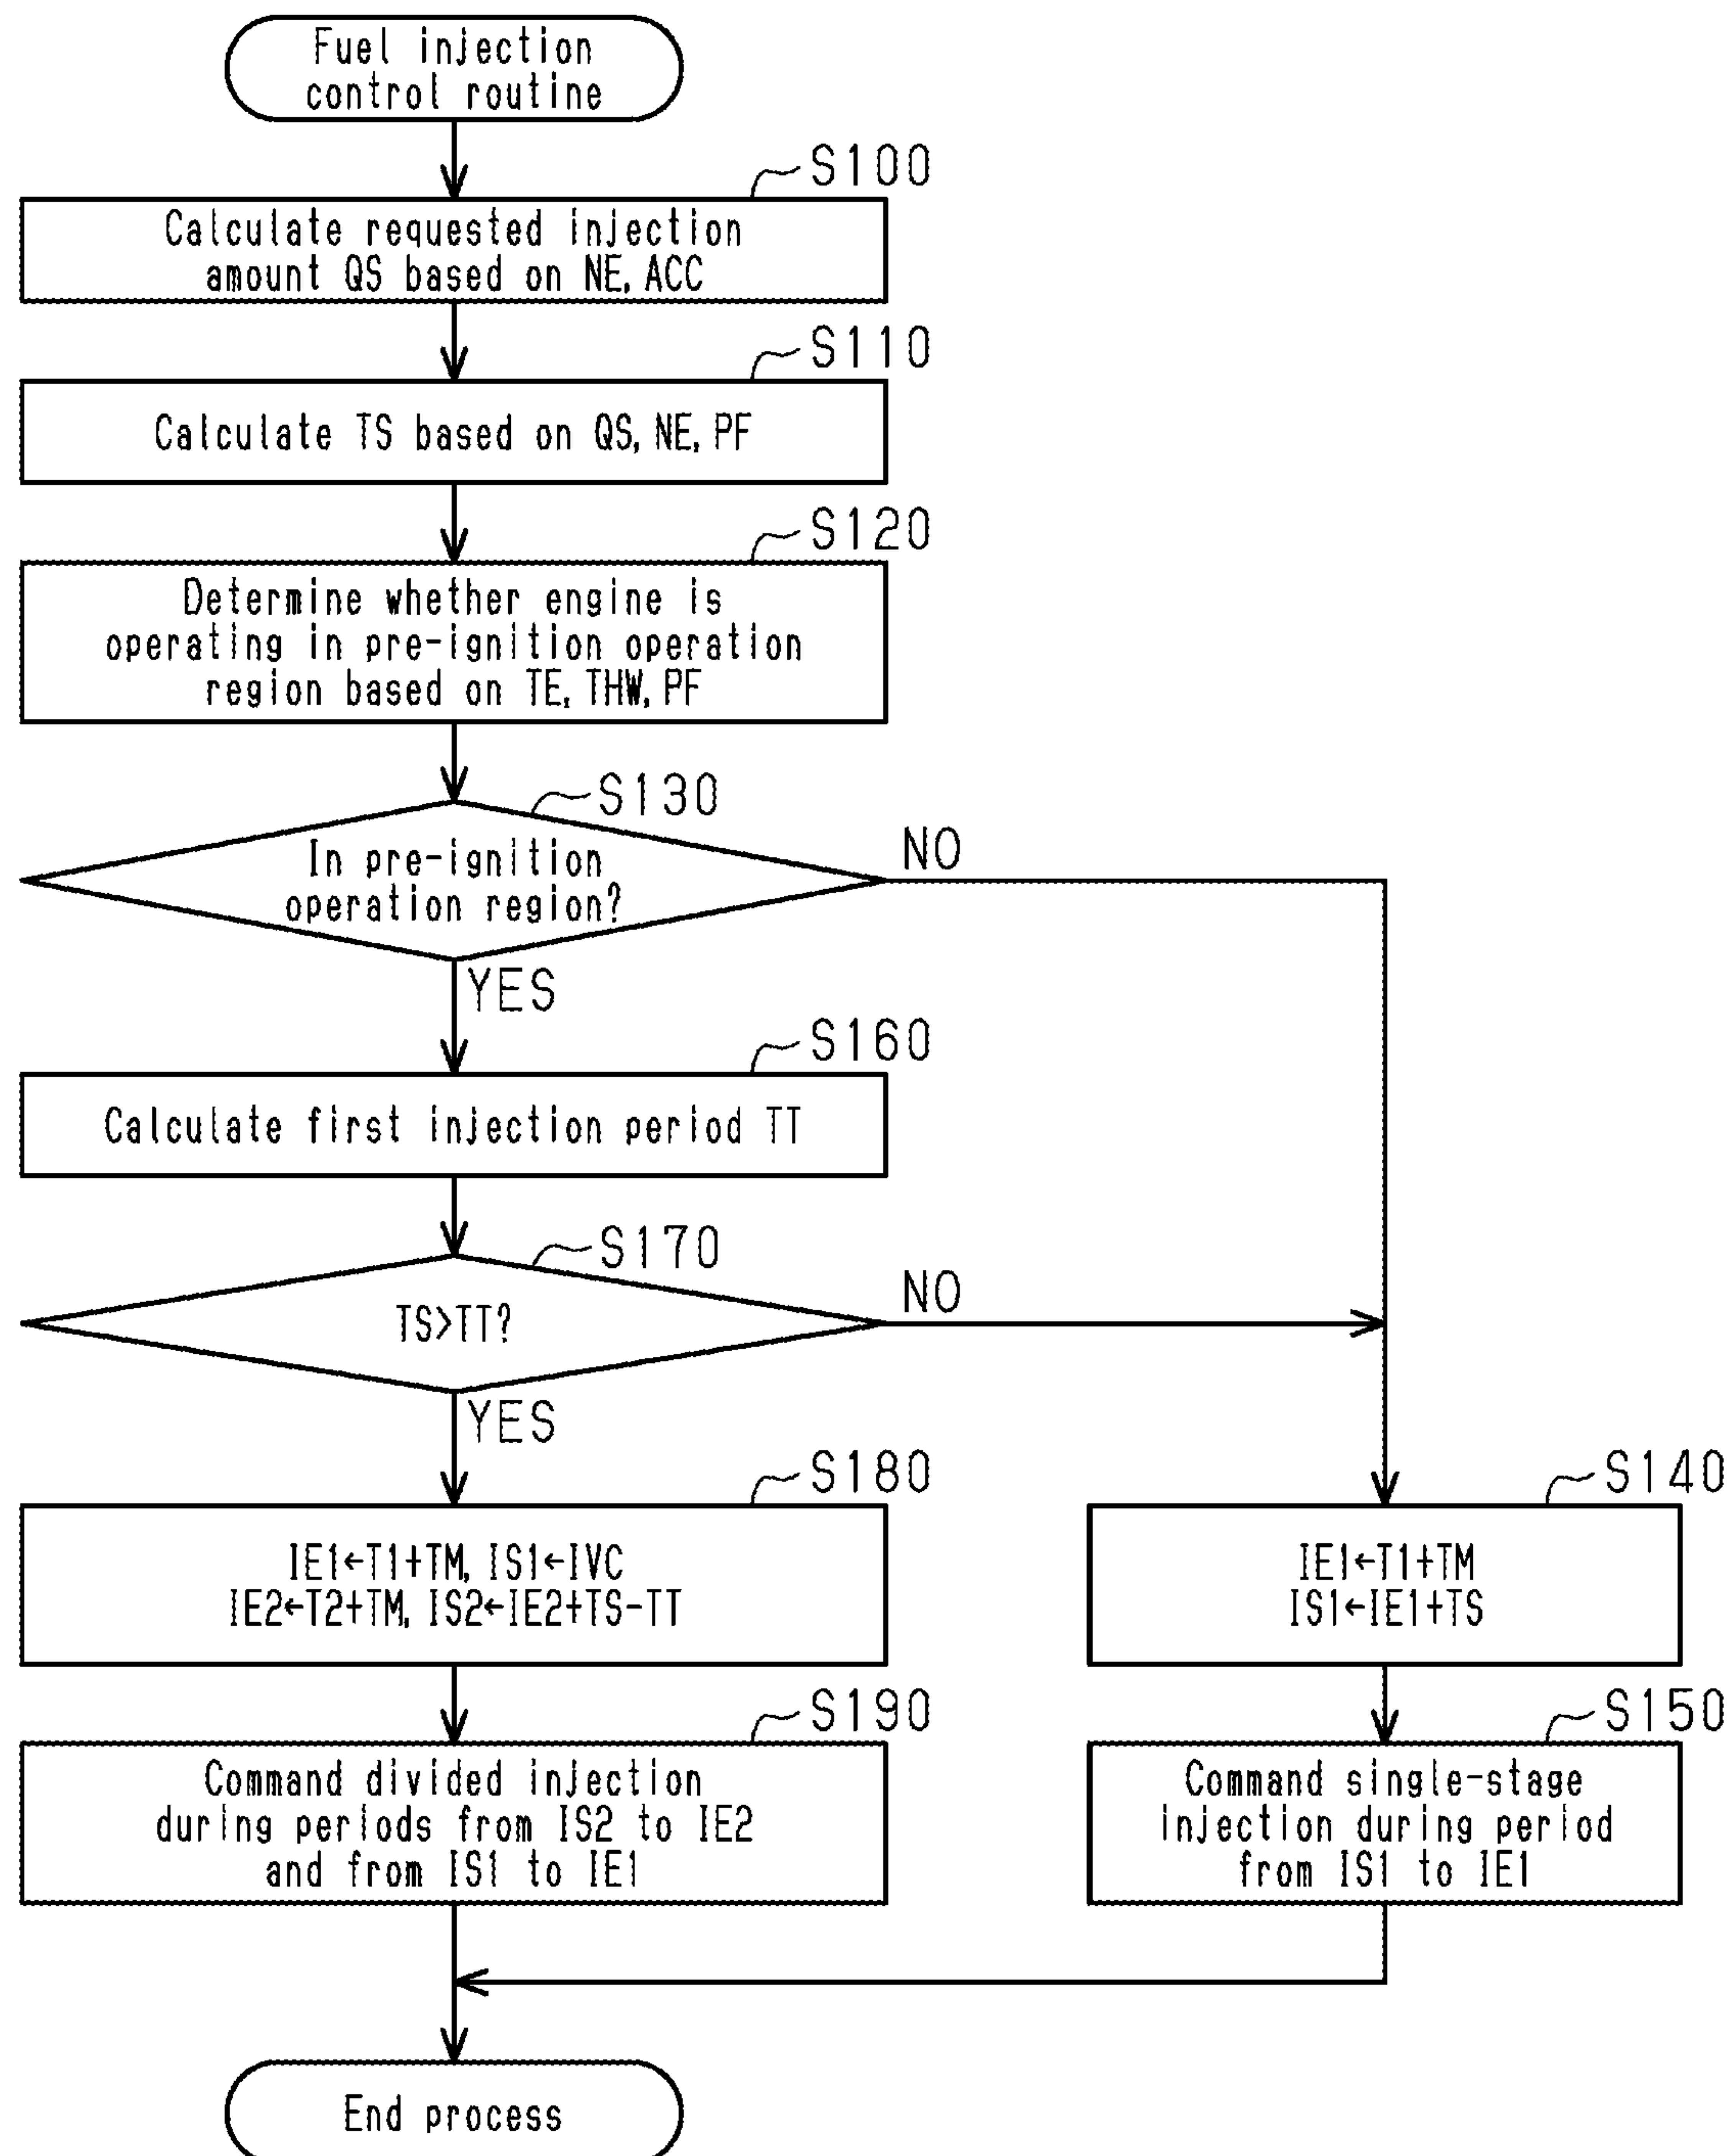 Fuel injection
control routine
S100
Calculate requested injection
amount QS based on NE, ACC
S110
Calculate TS based on QS, NE, PF
S120
Determine whether engine is
operating in pre-ignition operation
region based on TE, THW, PF
S130
In pre-ignition
operation region?
NO
YES
S160
Calculate first injection period TT
S170
TS>TT?
NO
YES
S180
IE1←T1+TM, IS1←IVC
IE2←T2+TM, IS2←IE2+TS-TT
S140
IE1←T1+TM
IS1←IE1+TS
S190
Command divided injection
during periods from IS2 to IE2
and from IS1 to IE1
S150
Command single-stage
injection during period
from IS1 to IE1
End process